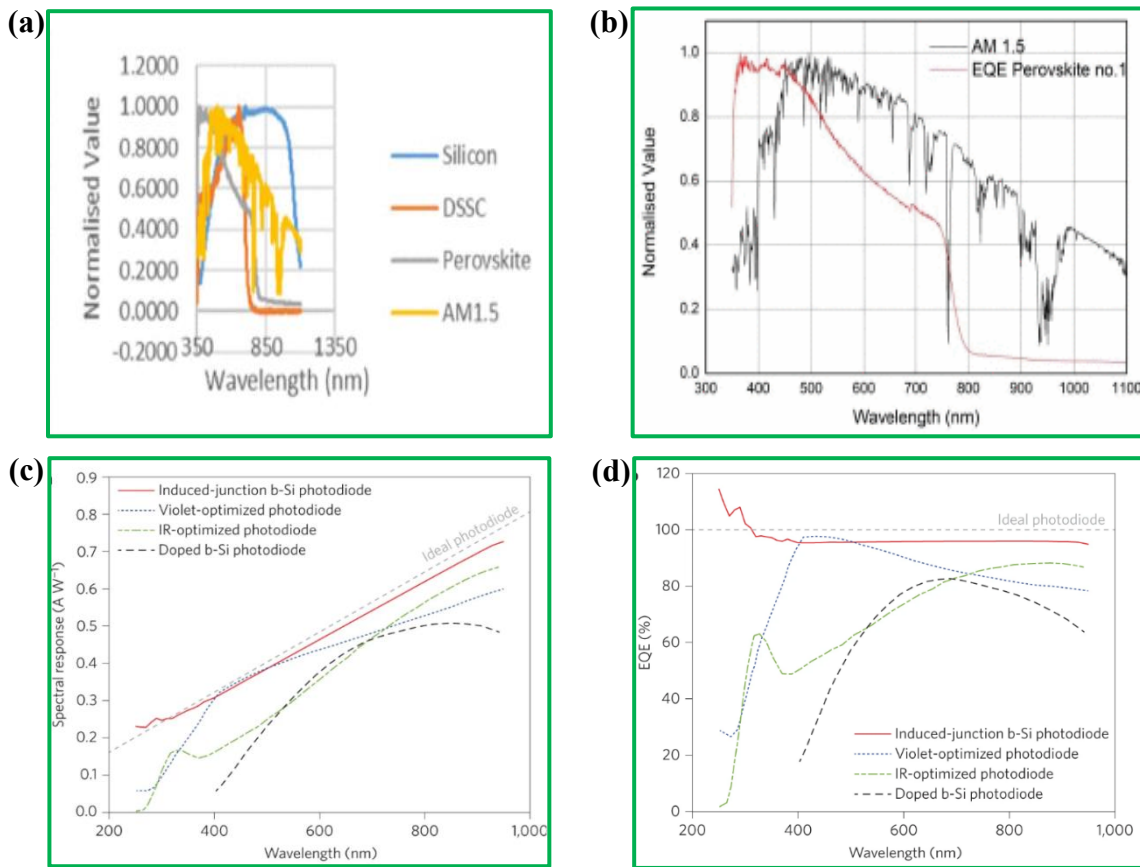 (a)
1.2000
1.0000
0.8000
0.6000
0.4000
0.2000
0.0000
-0.2000
350 850 1350
Normalised Value
Wavelength (nm)
Silicon
DSSC
Perovskite
AM1.5
(b)
AM 1.5
EQE Perovskite no.1
1.0
0.8
0.6
0.4
0.2
0.0
300 400 500 600 700 800 900 1000 1100
Normalised Value
Wavelength (nm)
(c)
0.9
0.8
0.7
0.6
0.5
0.4
0.3
0.2
0.1
0.0
200 400 600 800 1,000
Spectral response (A W⁻¹)
Wavelength (nm)
Induced-junction b-Si photodiode
Violet-optimized photodiode
IR-optimized photodiode
Doped b-Si photodiode
Ideal photodiode
(d)
120
100
80
60
40
20
0
200 400 600 800 1,000
EQE (%)
Wavelength (nm)
Ideal photodiode
Induced-junction b-Si photodiode
Violet-optimized photodiode
IR-optimized photodiode
Doped b-Si photodiode